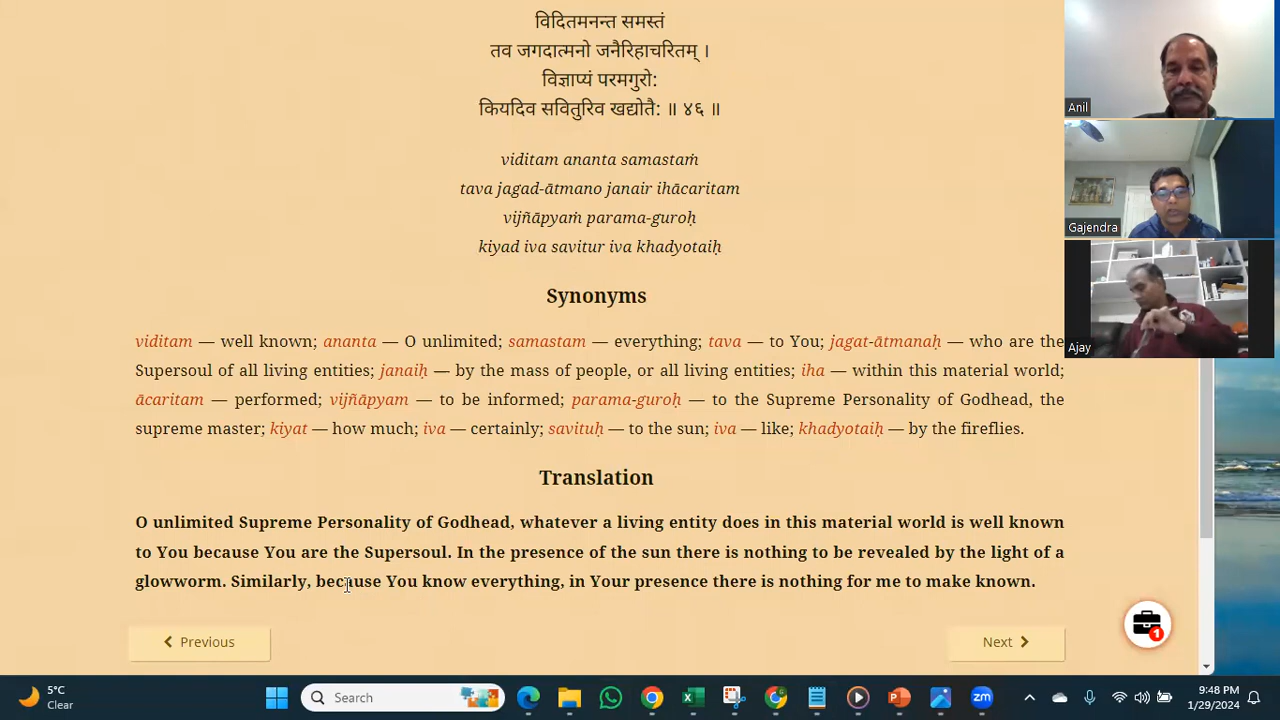 विदितमनन्त समस्तं
तव जगदात्मनो जनैरिहाचरितम् ।
विज्ञाप्यं परमगुरो:
कियदिव सवितुरिव खद्योतै: ॥ ४६ ॥
viditam ananta samastaṁ
tava jagad-ātmano janair ihācaritam
vijñāpyaṁ parama-guroḥ
kiyad iva savitur iva khadyotaiḥ
Synonyms
viditam — well known; ananta — O unlimited; samastam — everything; tava — to You; jagat-ātmanaḥ — who are the
Supersoul of all living entities; janaiḥ — by the mass of people, or all living entities; iha — within this material world;
ācaritam — performed; vijñāpyam — to be informed; parama-guroḥ — to the Supreme Personality of Godhead, the
supreme master; kiyat — how much; iva — certainly; savituḥ — to the sun; iva — like; khadyotaiḥ — by the fireflies.
Translation
O unlimited Supreme Personality of Godhead, whatever a living entity does in this material world is well known
to You because You are the Supersoul. In the presence of the sun there is nothing to be revealed by the light of a
glowworm. Similarly, because You know everything, in Your presence there is nothing for me to make known.
Previous
Next
1
Anil
Gajendra
Ajay
5°C
Clear
Search
zm
9:48 PM
1/29/2024